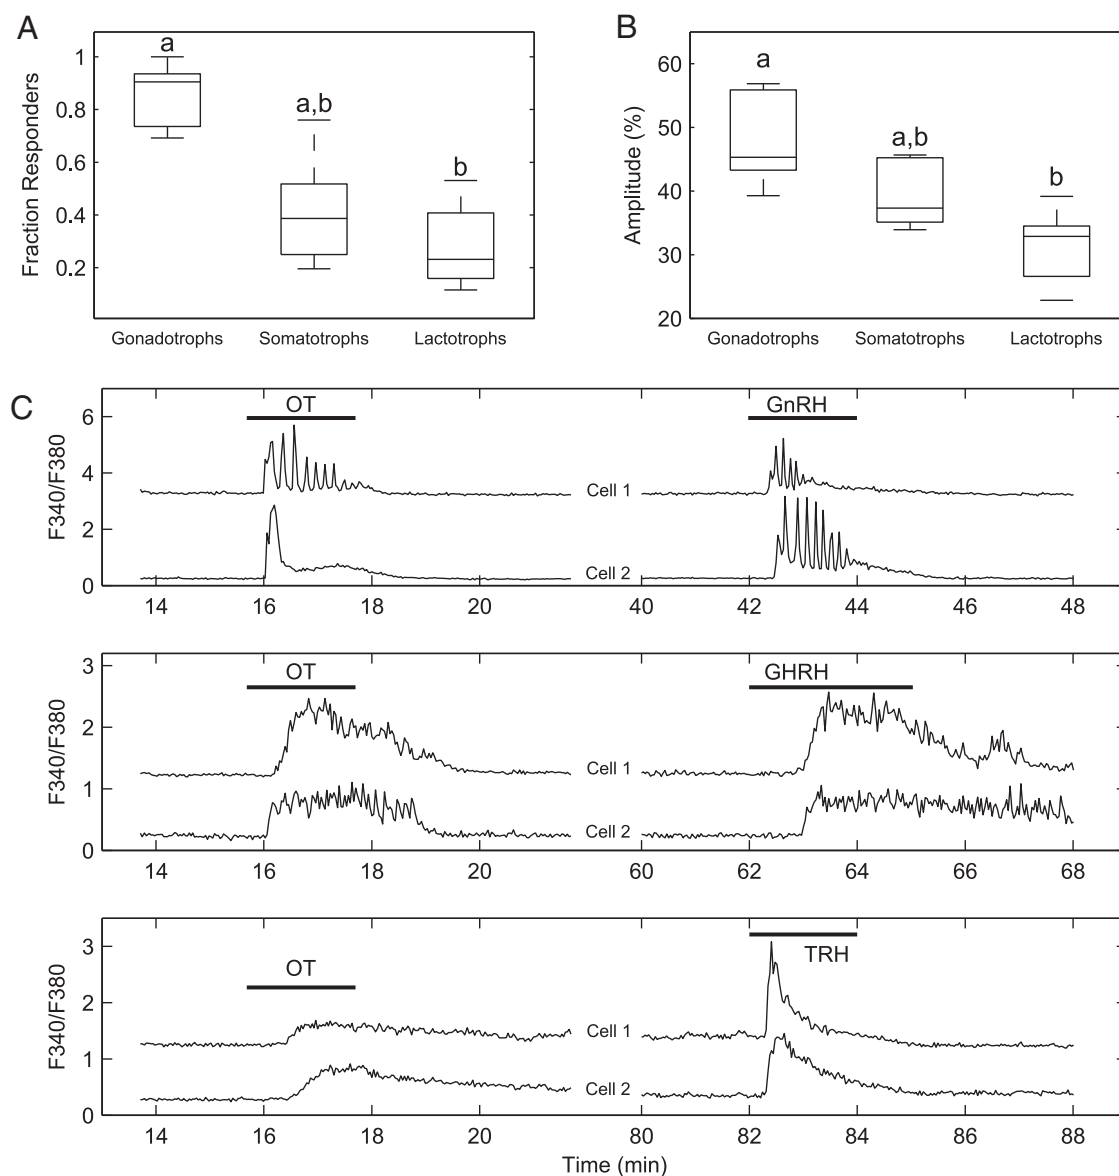 A
B
Fraction Responders
1
0.8
0.6
0.4
0.2
a
a,b
b
Gonadotrophs Somatotrophs Lactotrophs
Amplitude (%)
60
50
40
30
20
a
a,b
b
Gonadotrophs Somatotrophs Lactotrophs
C
F340/F380
6
4
2
0
OT
GnRH
Cell 1
Cell 2
14 16 18 20 40 42 44 46 48
F340/F380
3
2
1
0
OT
GHRH
Cell 1
Cell 2
14 16 18 20 60 62 64 66 68
F340/F380
3
2
1
0
OT
TRH
Cell 1
Cell 2
14 16 18 20 80 82 84 86 88
Time (min)